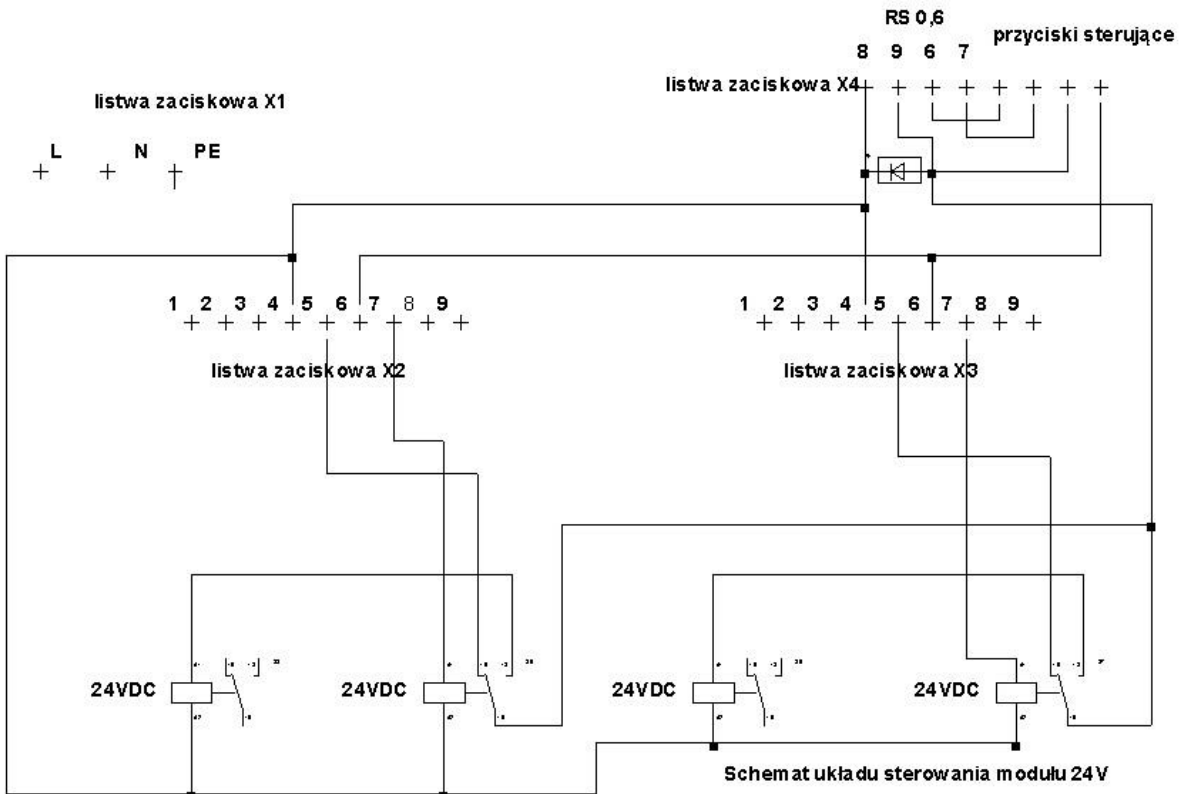 RS 0,6
przyciski sterujące
8 9 6 7
listwa zaciskowa X4
listwa zaciskowa X1
L N PE
1 2 3 4 5 6 7 8 9
1 2 3 4 5 6 7 8 9
listwa zaciskowa X2
listwa zaciskowa X3
24VDC
24VDC
24VDC
24VDC
Schemat układu sterowania modułu 24V